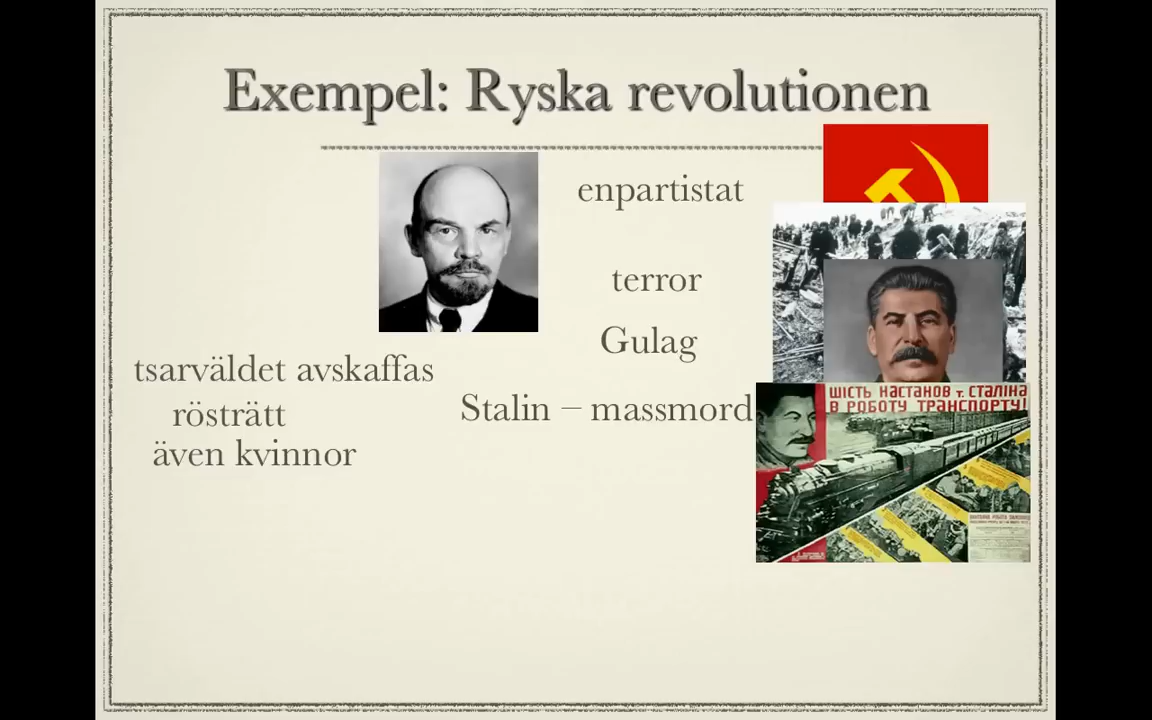 Exempel: Ryska revolutionen
enpartistat
terror
Gulag
tsarväldet avskaffas
rösträtt
även kvinnor
Stalin – massmord
ШІСТЬ НАСТАНОВ т. СТАЛІНА
В РОБОТУ ТРАНСПОРТУ!